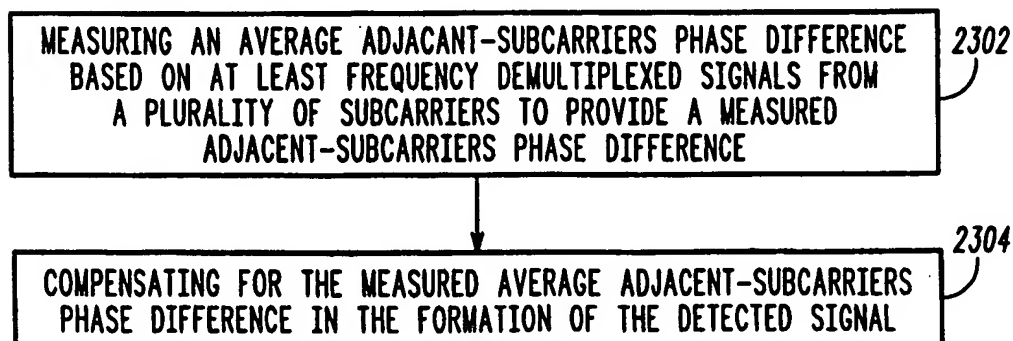 MEASURING AN AVERAGE ADJACANT-SUBCARRIERS PHASE DIFFERENCE
BASED ON AT LEAST FREQUENCY DEMULTIPLEXED SIGNALS FROM
A PLURALITY OF SUBCARRIERS TO PROVIDE A MEASURED
ADJACENT-SUBCARRIERS PHASE DIFFERENCE
2302
COMPENSATING FOR THE MEASURED AVERAGE ADJACENT-SUBCARRIERS
PHASE DIFFERENCE IN THE FORMATION OF THE DETECTED SIGNAL
2304